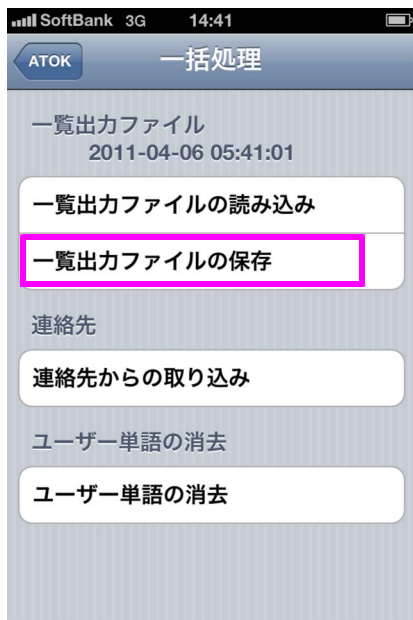 SoftBank 3G 14:41
ATOK 一括処理
一覧出力ファイル
2011-04-06 05:41:01
一覧出力ファイルの読み込み
一覧出力ファイルの保存
連絡先
連絡先からの取り込み
ユーザー単語の消去
ユーザー単語の消去